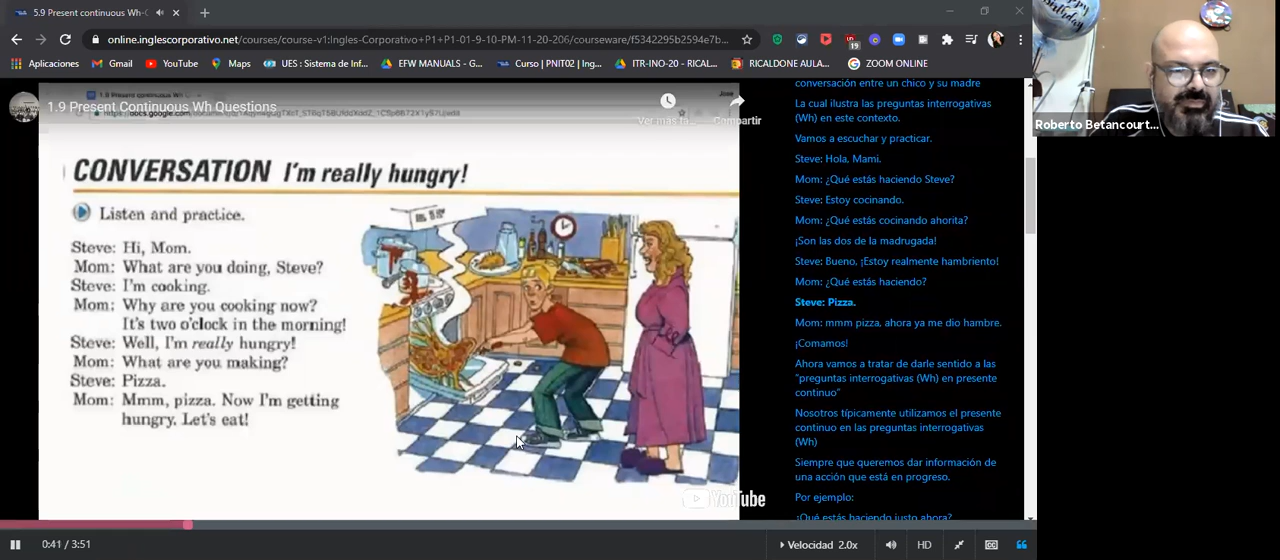 5.9 Present continuous Wh-C
online.inglescorporativo.net/courses/course-v1:Ingles-Corporativo+P1+P1-01-9-10-PM-11-20-206/courseware/f5342295b2594e7b...
19
Aplicaciones
Gmail
YouTube
Maps
UES : Sistema de Inf...
EFW MANUALS - G...
Curso | PNIT02 | Ing...
ITR-INO-20 - RICAL...
RICALDONE AULA...
ZOOM ONLINE
1.9 Present Continuous Wh Questions
Ver más ta...
Compartir
CONVERSATION I'm really hungry!
Listen and practice.
Steve: Hi, Mom.
Mom: What are you doing, Steve?
Steve: I'm cooking.
Mom: Why are you cooking now?
It's two o'clock in the morning!
Steve: Well, I'm really hungry!
Mom: What are you making?
Steve: Pizza.
Mom: Mmm, pizza. Now I'm getting
hungry. Let's eat!
YouTube
0:41 / 3:51
Velocidad 2.0x
HD
conversación entre un chico y su madre
La cual ilustra las preguntas interrogativas
(Wh) en este contexto.
Vamos a escuchar y practicar.
Steve: Hola, Mami.
Mom: ¿Qué estás haciendo Steve?
Steve: Estoy cocinando.
Mom: ¿Qué estás cocinando ahorita?
¡Son las dos de la madrugada!
Steve: Bueno, ¡Estoy realmente hambriento!
Mom: ¿Qué estás haciendo?
Steve: Pizza.
Mom: mmm pizza, ahora ya me dio hambre.
¡Comamos!
Ahora vamos a tratar de darle sentido a las
"preguntas interrogativas (Wh) en presente
continuo"
Nosotros típicamente utilizamos el presente
continuo en las preguntas interrogativas
(Wh)
Siempre que queremos dar información de
una acción que está en progreso.
Por ejemplo:
¿Qué estás haciendo justo ahora?
Roberto Betancourt...